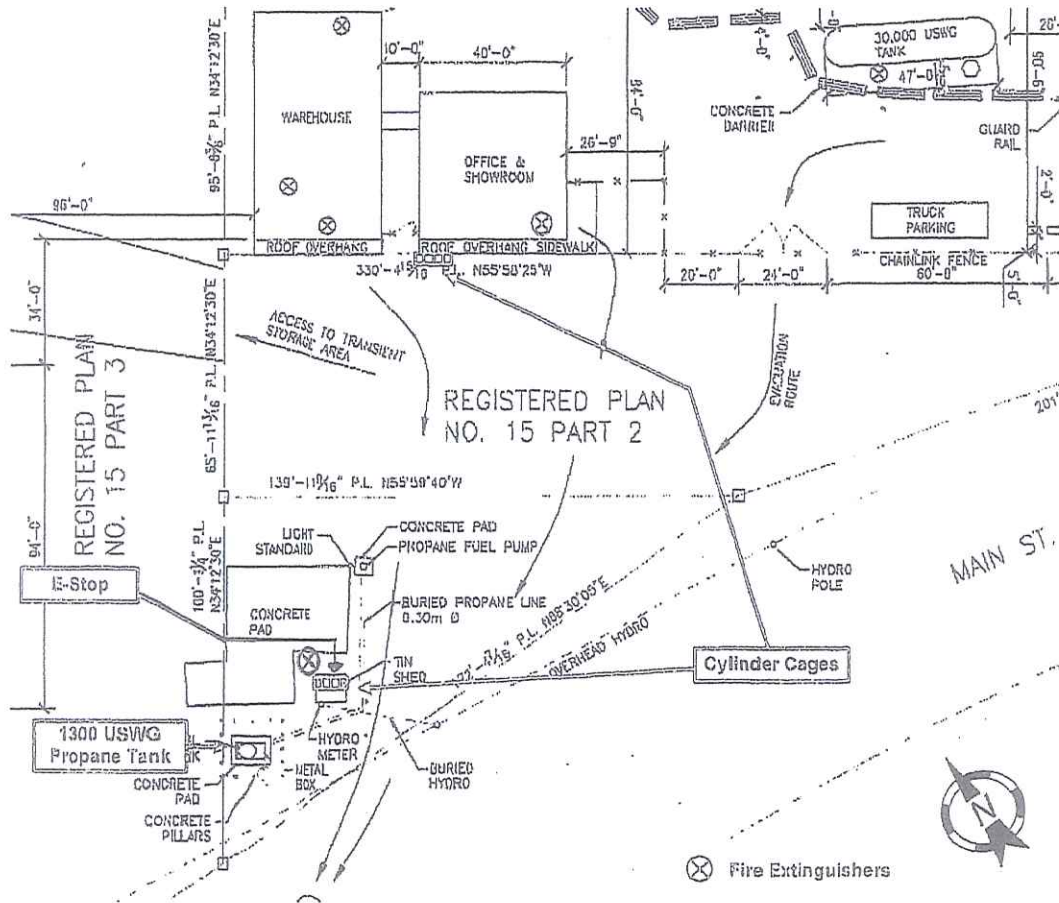 30,000 USWG
TANK
47'-0
10'-0"
40'-0"
WAREHOUSE
CONCRETE
BARRIER
GUARD
RAIL
OFFICE &
SHOWROOM
26'-9"
96'-0"
TRUCK
PARKING
ROOF OVERHANG
ROOF OVERHANG SIDEWALK
CHAINLINK FENCE
P.L. N55°58'25"W
20'-0"
24'-0"
60'-0"
5'-0"
2'-0"
34'-0"
ACCESS TO TRANSIENT
STORAGE AREA
REGISTERED PLAN
NO. 15 PART 3
REGISTERED PLAN
NO. 15 PART 2
EVACUATION
ROUTE
P.L. N55°59'40"W
P.L. N34°12'30"E
94'-0"
LIGHT
STANDARD
CONCRETE PAD
PROPANE FUEL PUMP
HYDRO
POLE
MAIN ST.
E-Stop
CONCRETE
PAD
BURIED PROPANE LINE
0.30m Ø
OVERHEAD HYDRO
TIN
SHED
Cylinder Cages
1300 USWG
Propane Tank
HYDRO
METER
METAL
BOX
BURIED
HYDRO
CONCRETE
PAD
CONCRETE
PILLARS
N
Fire Extinguishers